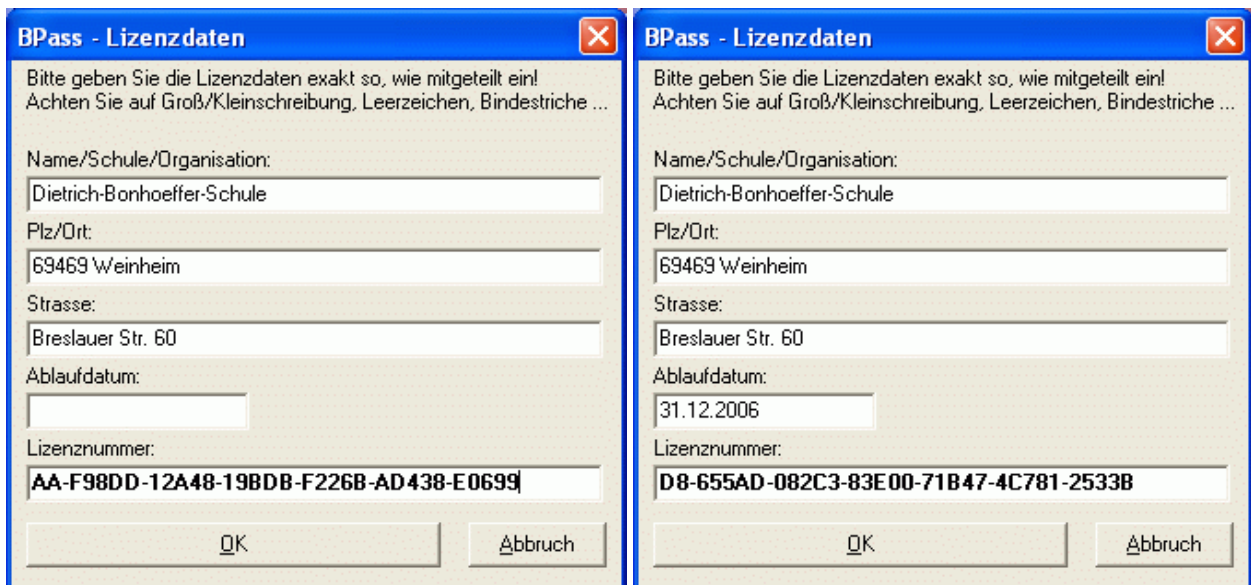 BPass - Lizenzdaten
Bitte geben Sie die Lizenzdaten exakt so, wie mitgeteilt ein!
Achten Sie auf Groß/Kleinschreibung, Leerzeichen, Bindestriche ...
Name/Schule/Organisation:
Dietrich-Bonhoeffer-Schule
Plz/Ort:
69469 Weinheim
Strasse:
Breslauer Str. 60
Ablaufdatum:
Lizenznummer:
AA-F98DD-12A48-19BDB-F226B-AD438-E0699
OK
Abbruch
BPass - Lizenzdaten
Bitte geben Sie die Lizenzdaten exakt so, wie mitgeteilt ein!
Achten Sie auf Groß/Kleinschreibung, Leerzeichen, Bindestriche ...
Name/Schule/Organisation:
Dietrich-Bonhoeffer-Schule
Plz/Ort:
69469 Weinheim
Strasse:
Breslauer Str. 60
Ablaufdatum:
31.12.2006
Lizenznummer:
D8-655AD-082C3-83E00-71B47-4C781-2533B
OK
Abbruch